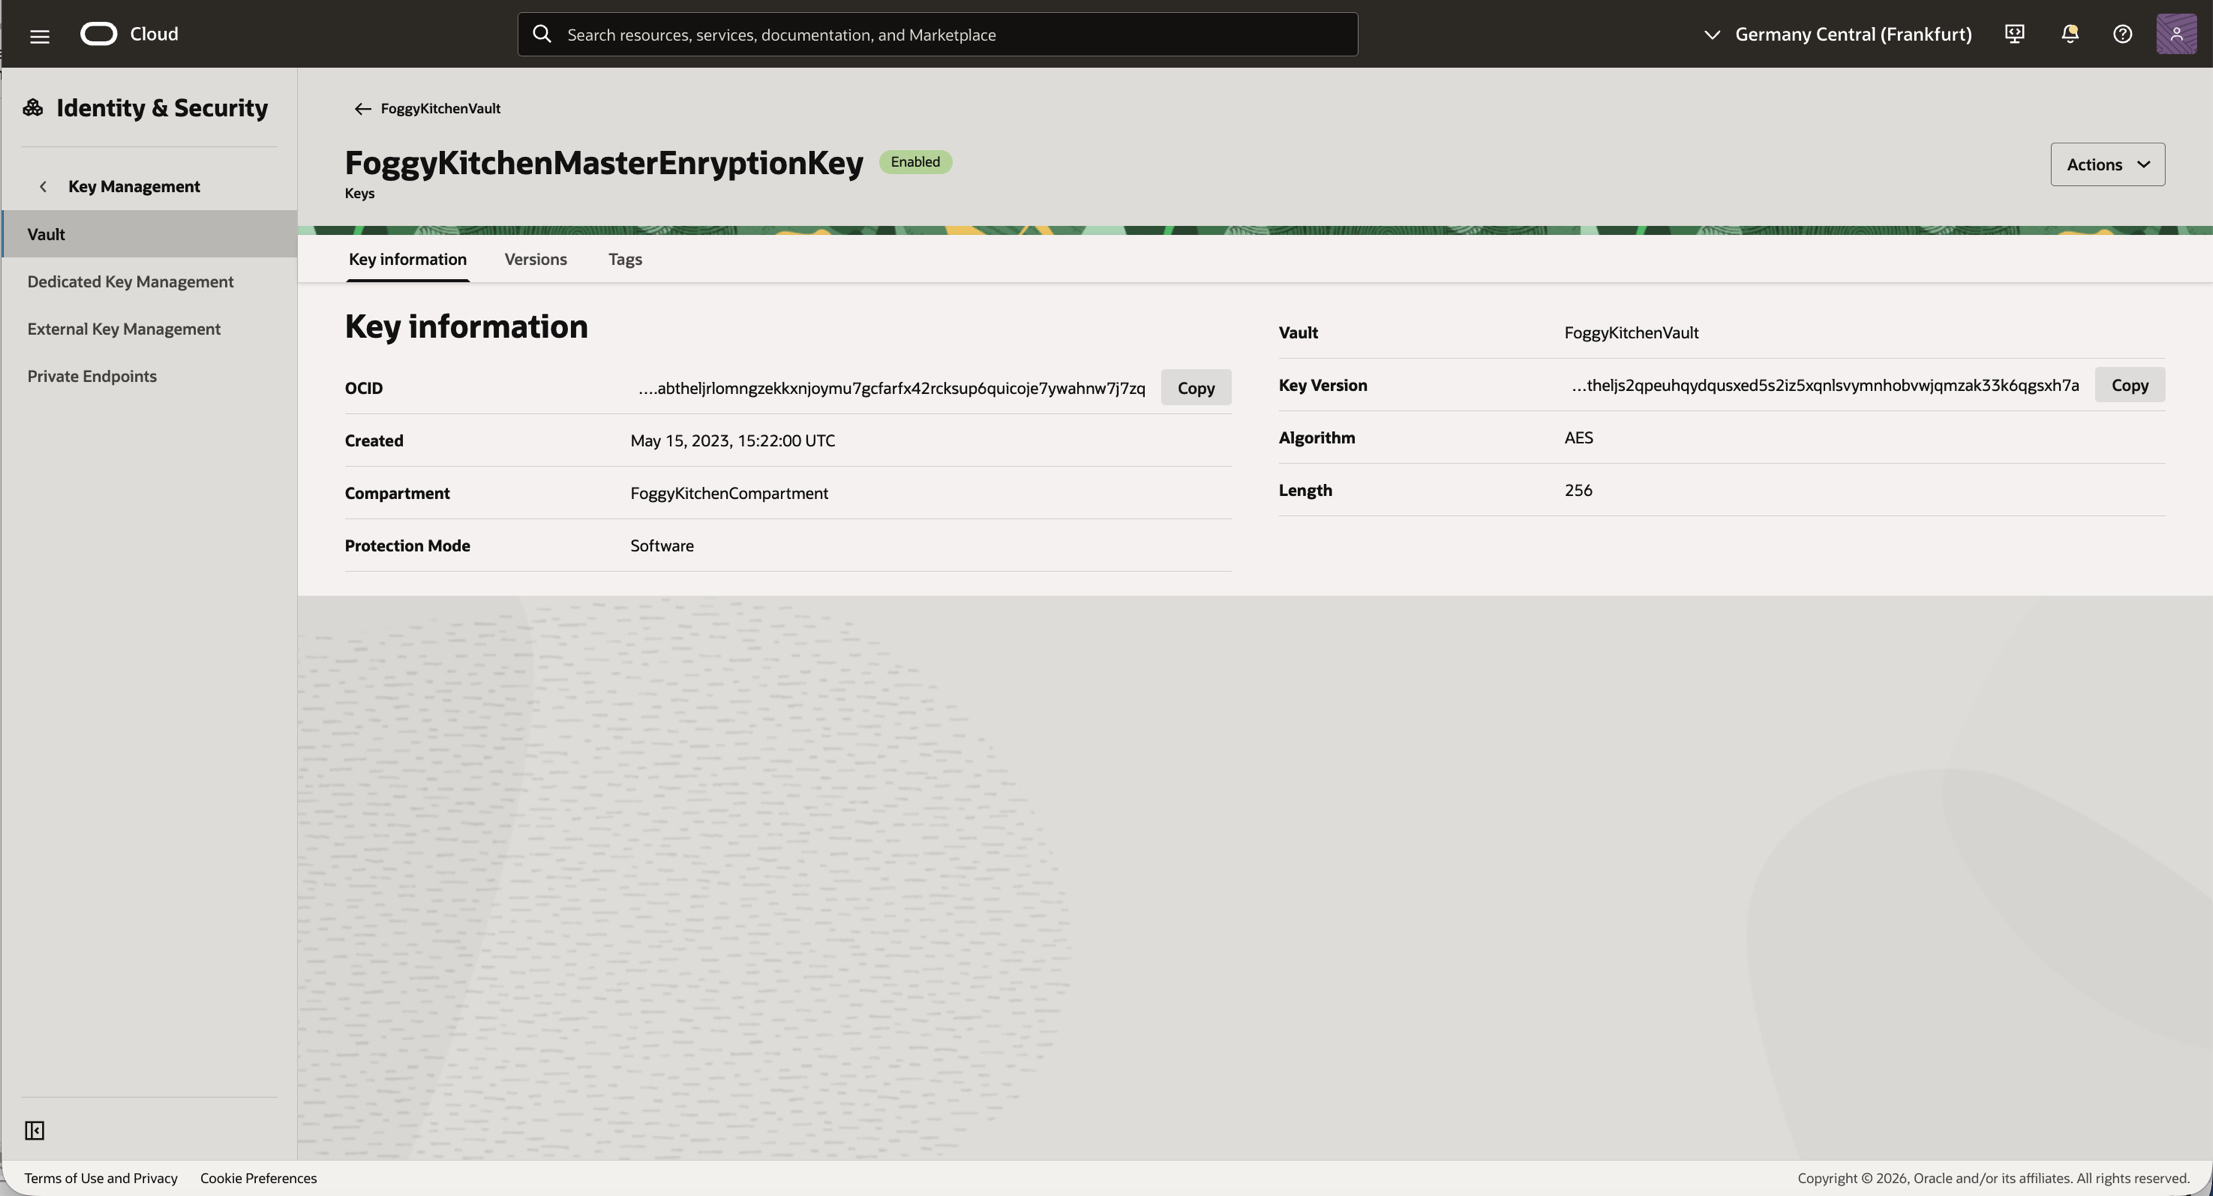 Cloud
Search resources, services, documentation, and Marketplace
Germany Central (Frankfurt)
Identity & Security
Key Management
Vault
Dedicated Key Management
External Key Management
Private Endpoints
FoggyKitchenVault
FoggyKitchenMasterEnryptionKey
Enabled
Keys
Actions
Key information
Versions
Tags
Key information
OCID
....abtheljrlomngzekkxnjoymu7gcfarfx42rcksup6quicoje7ywahnw7j7zq
Copy
Created
May 15, 2023, 15:22:00 UTC
Compartment
FoggyKitchenCompartment
Protection Mode
Software
Vault
FoggyKitchenVault
Key Version
...theljs2qpeuhqydqusxed5s2iz5xqnlsvymnhobvwjqmzak33k6qgsxh7a
Copy
Algorithm
AES
Length
256
Terms of Use and Privacy
Cookie Preferences
Copyright © 2026, Oracle and/or its affiliates. All rights reserved.